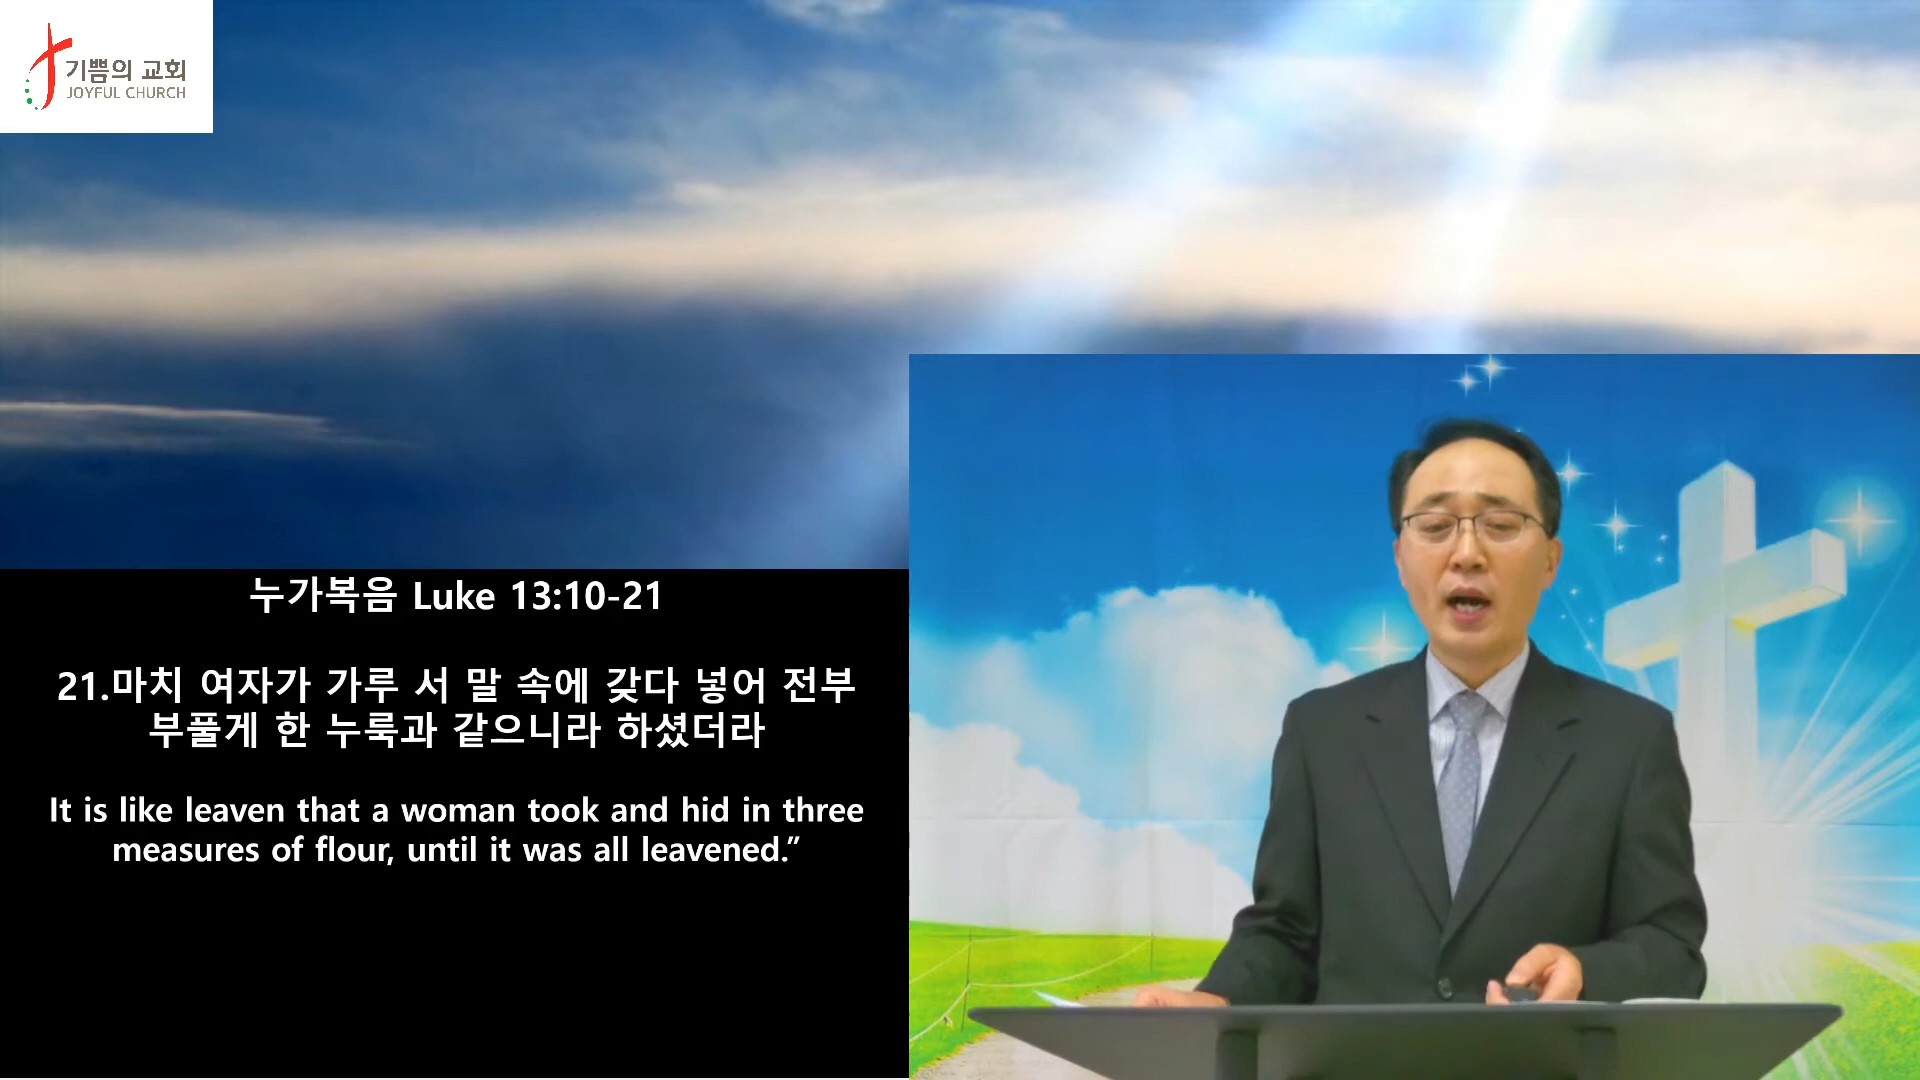 기쁨의 교회
JOYFUL CHURCH
누가복음 Luke 13:10-21
21.마치 여자가 가루 서 말 속에 갖다 넣어 전부
부풀게 한 누룩과 같으니라 하셨더라
It is like leaven that a woman took and hid in three
measures of flour, until it was all leavened.”